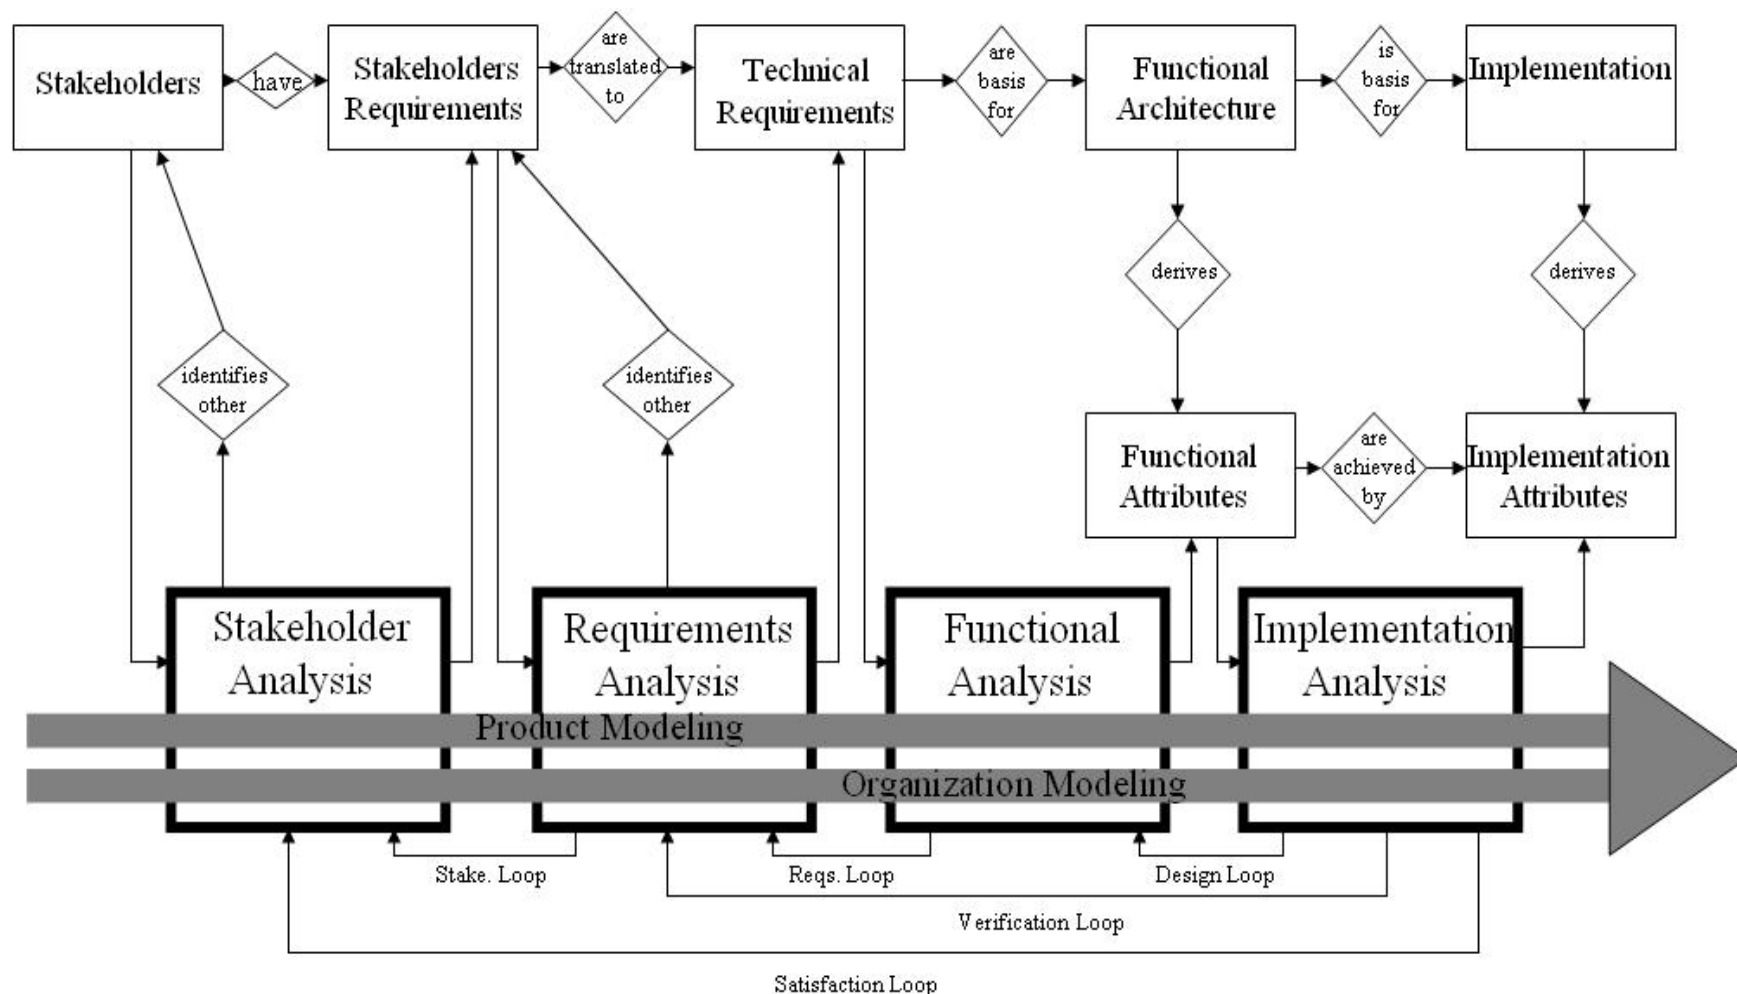 Stakeholders
have
Stakeholders
Requirements
are
translated
to
Technical
Requirements
are
basis
for
Functional
Architecture
is
basis
for
Implementation
derives
derives
identifies
other
identifies
other
Functional
Attributes
are
achieved
by
Implementation
Attributes
Stakeholder
Analysis
Requirements
Analysis
Functional
Analysis
Implementation
Analysis
Product Modeling
Organization Modeling
Stake. Loop
Reqs. Loop
Design Loop
Verification Loop
Satisfaction Loop